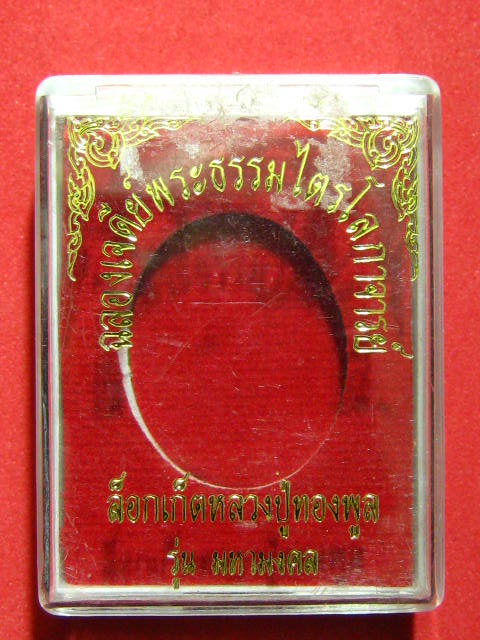 ฉลองเจดีย์พระธรรมไตรโลกาจารย์
ล็อกเก็ตหลวงปู่ทองพูล
รุ่น มหามงคล